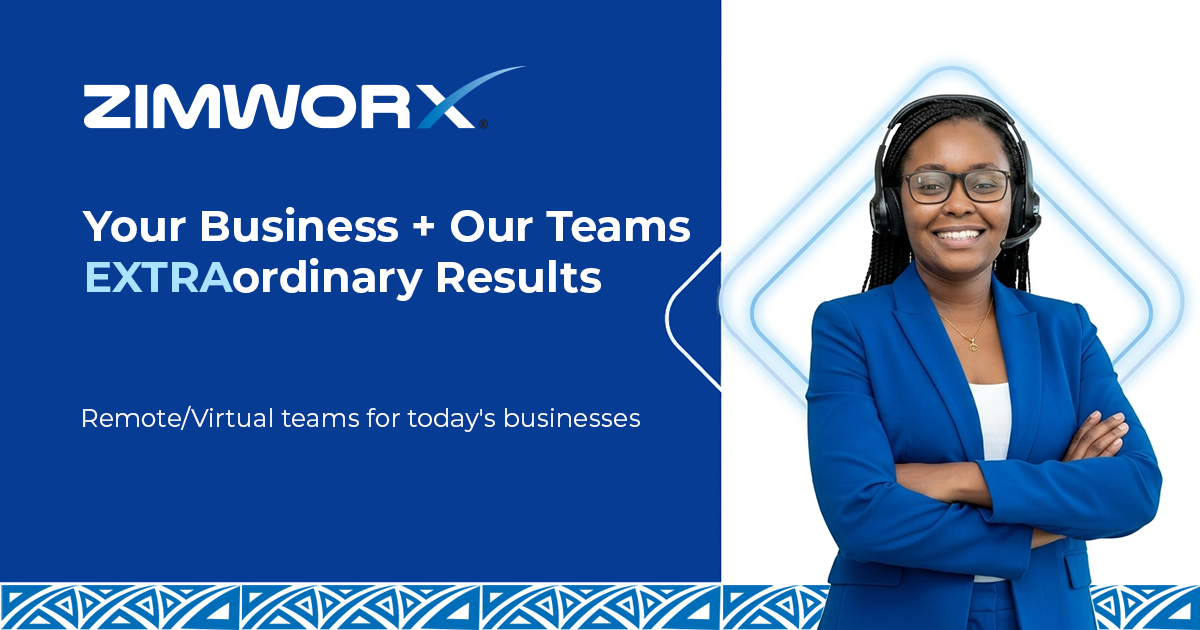 ZIMWORX®
Your Business + Our Teams
EXTRAordinary Results
Remote/Virtual teams for today's businesses